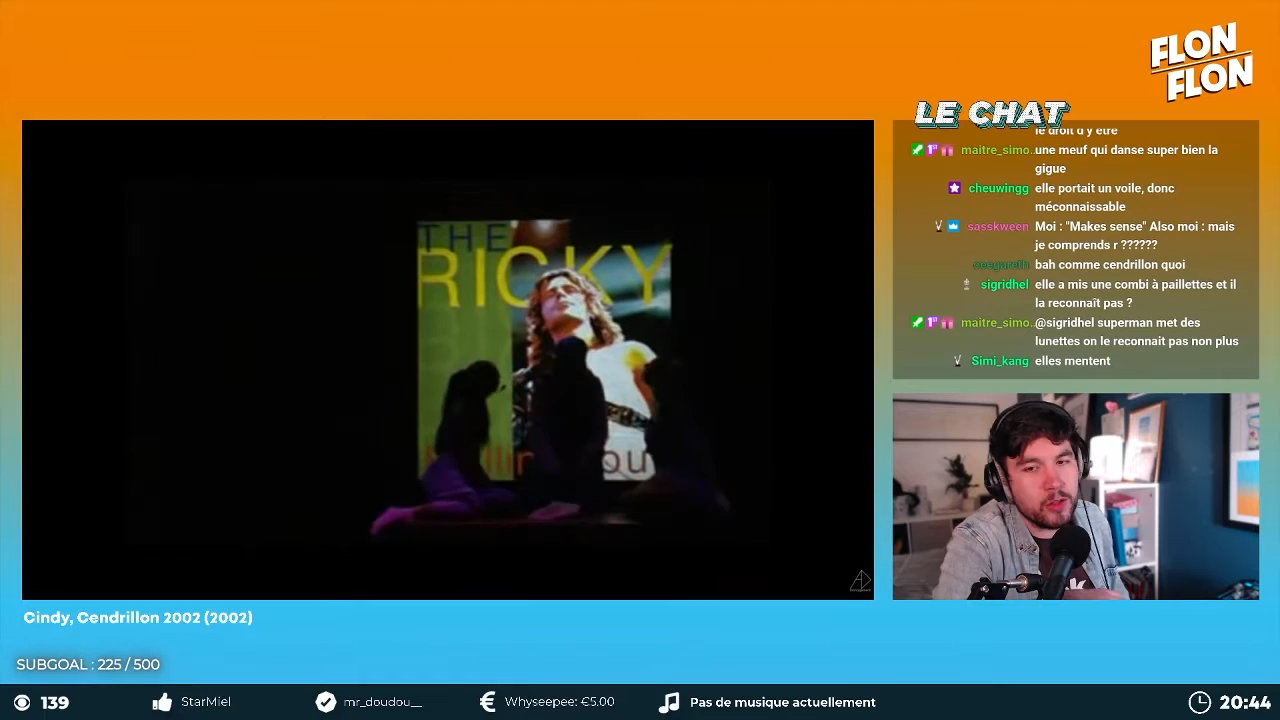 FLON
FLON
LE CHAT
le droit d'y être
maitre_simo.. une meuf qui danse super bien la
gigue
cheuwingg elle portait un voile, donc
méconnaissable
sasskween Moi : "Makes sense" Also moi : mais
je comprends r ??????
ceegareth bah comme cendrillon quoi
sigridhel elle a mis une combi à paillettes et il
la reconnaît pas ?
maitre_simo.. @sigridhel superman met des
lunettes on le reconnait pas non plus
Simi_kang elles mentent
THE
RICKY
Cindy, Cendrillon 2002 (2002)
SUBGOAL : 225 / 500
139 StarMiel mr_doudou__ Whyseepee: €5.00 Pas de musique actuellement 20:44